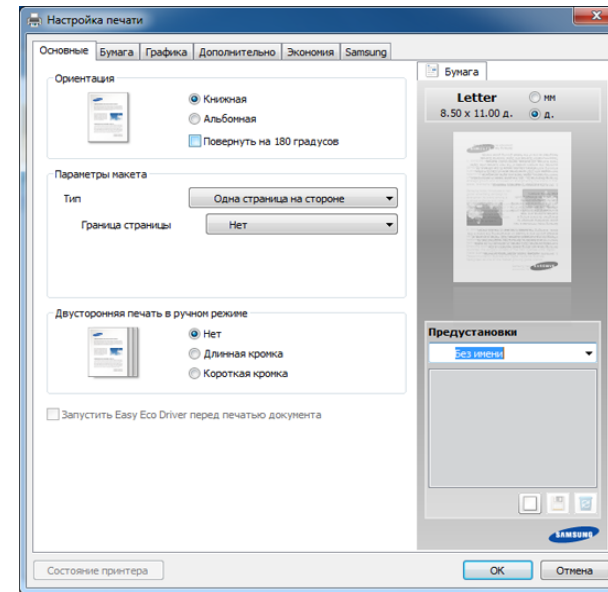 Настройка печати
Основные Бумага Графика Дополнительно Экономия Samsung
Ориентация
Книжная
Альбомная
Повернуть на 180 градусов
Параметры макета
Тип Одна страница на стороне
Граница страницы Нет
Двусторонняя печать в ручном режиме
Нет
Длинная кромка
Короткая кромка
Запустить Easy Eco Driver перед печатью документа
Бумага
Letter мм
8.50 x 11.00 д. д.
Предустановки
Без имени
SAMSUNG
Состояние принтера OK Отмена